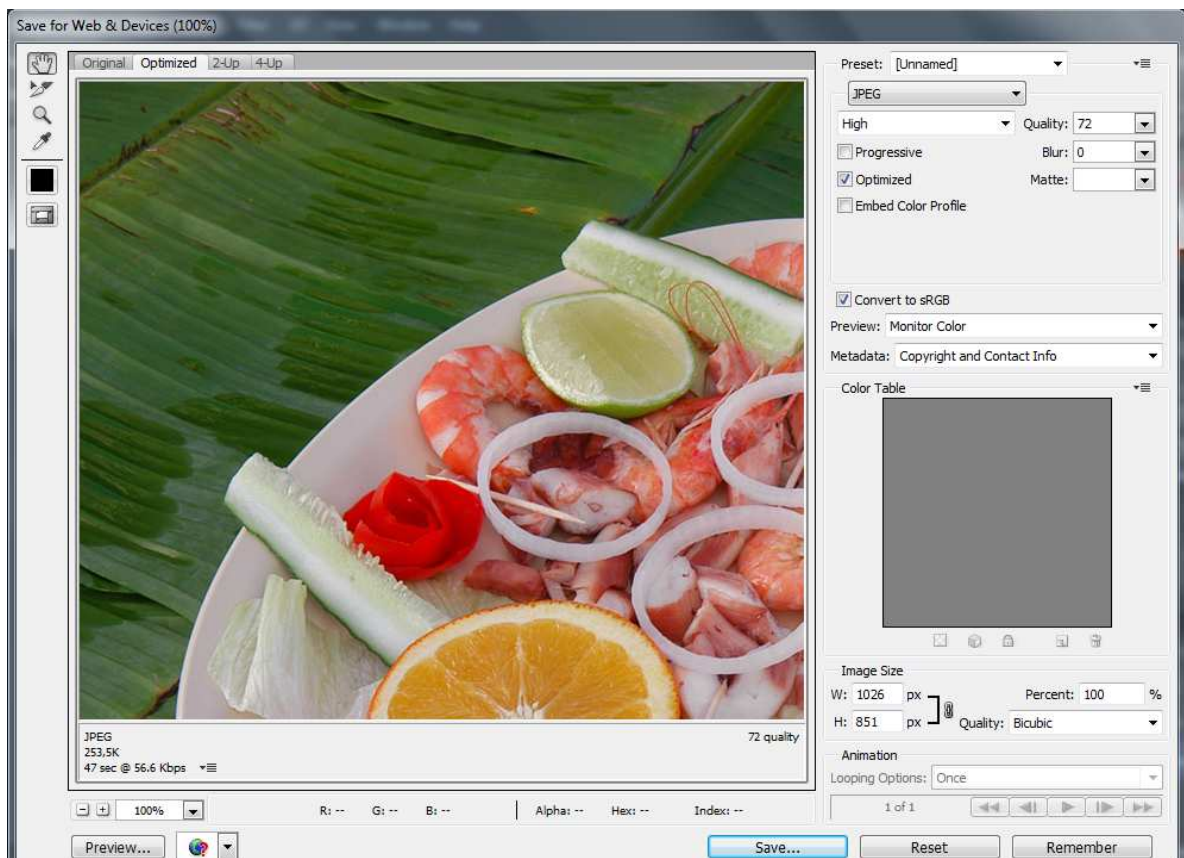 Save for Web & Devices (100%)
Original Optimized 2-Up 4-Up
Preset: [Unnamed]
JPEG
High Quality: 72
Progressive Blur: 0
Optimized Matte:
Embed Color Profile
Convert to sRGB
Preview: Monitor Color
Metadata: Copyright and Contact Info
Color Table
Image Size
W: 1026 px Percent: 100 %
H: 851 px Quality: Bicubic
JPEG 72 quality
253,5K
47 sec @ 56.6 Kbps
Animation
Looping Options: Once
1 of 1
100% R: -- G: -- B: -- Alpha: -- Hex: -- Index: --
Preview... Save... Reset Remember